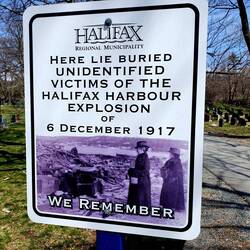 HALIFAX
REGIONAL MUNICIPALITY
HERE LIE BURIED
UNIDENTIFIED
VICTIMS OF THE
HALIFAX HARBOUR
EXPLOSION
OF
6 DECEMBER 1917
WE REMEMBER